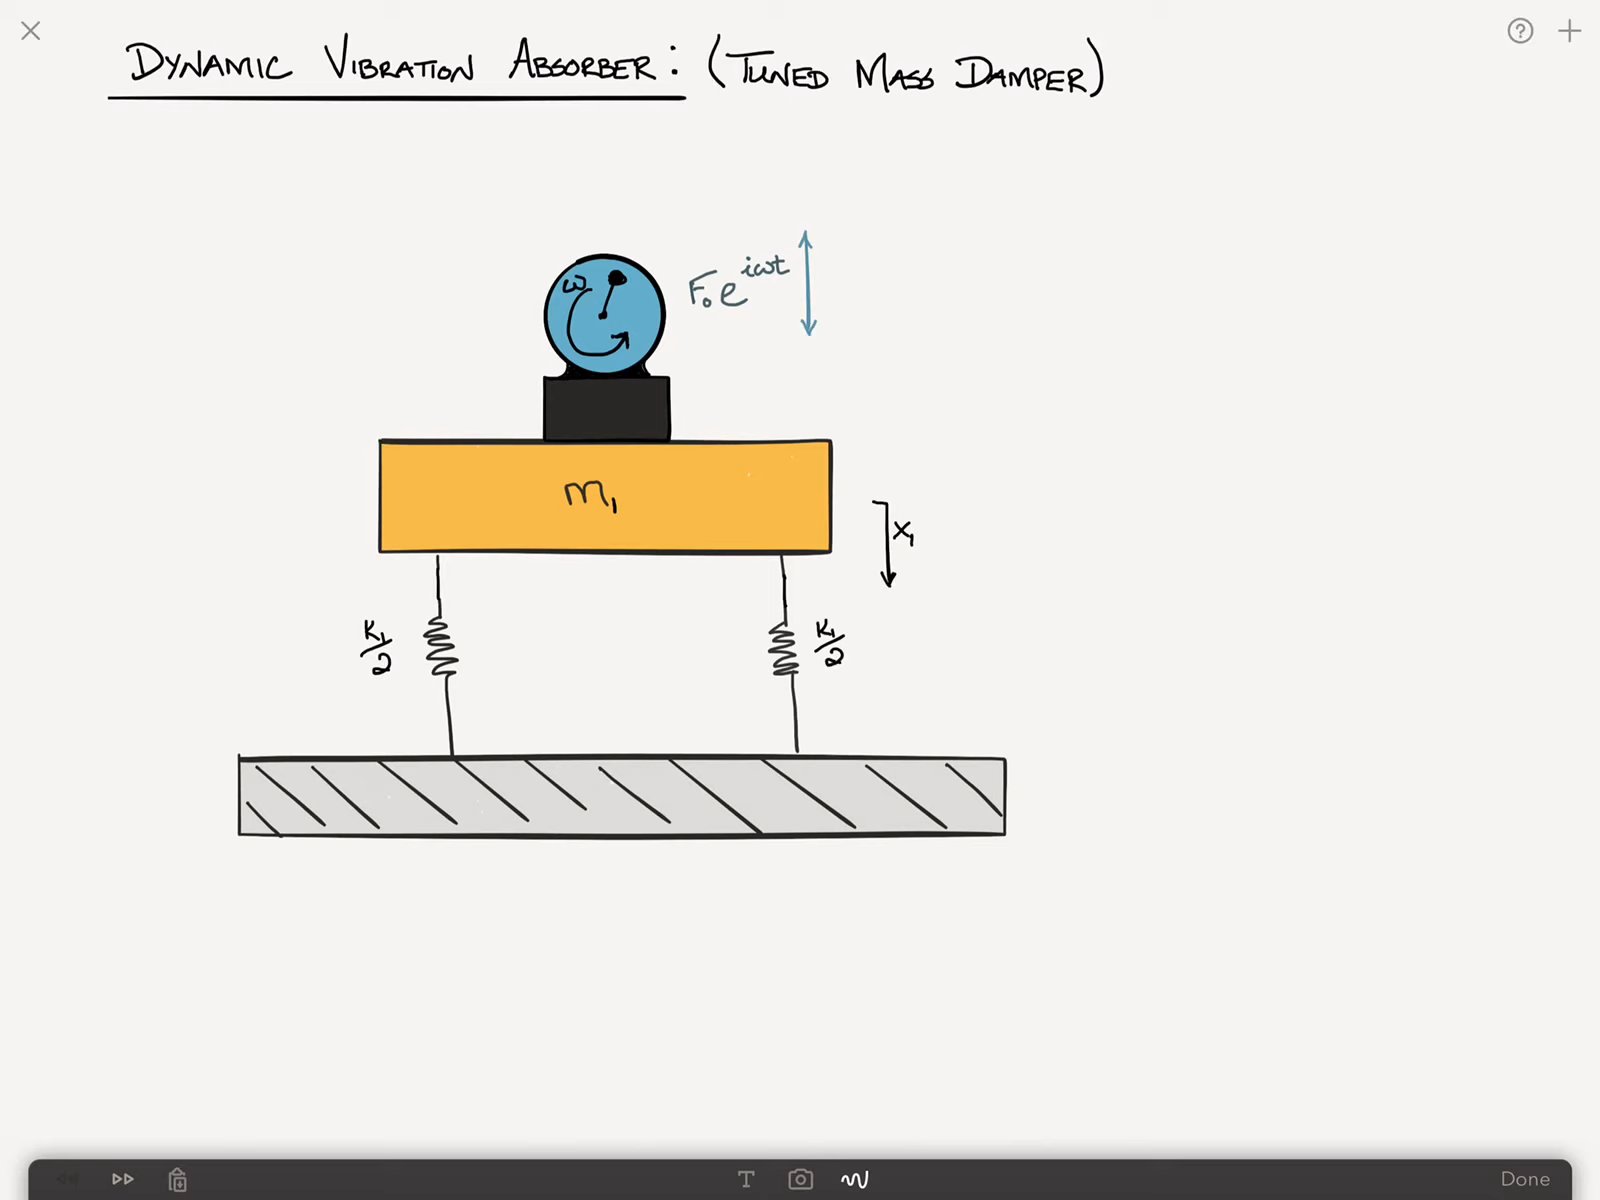 DYNAMIC VIBRATION ABSORBER: (TUNED MASS DAMPER)
ω
F₀e^{iωt}
m₁
x₁
K₁/2
K₁/2
T
Done